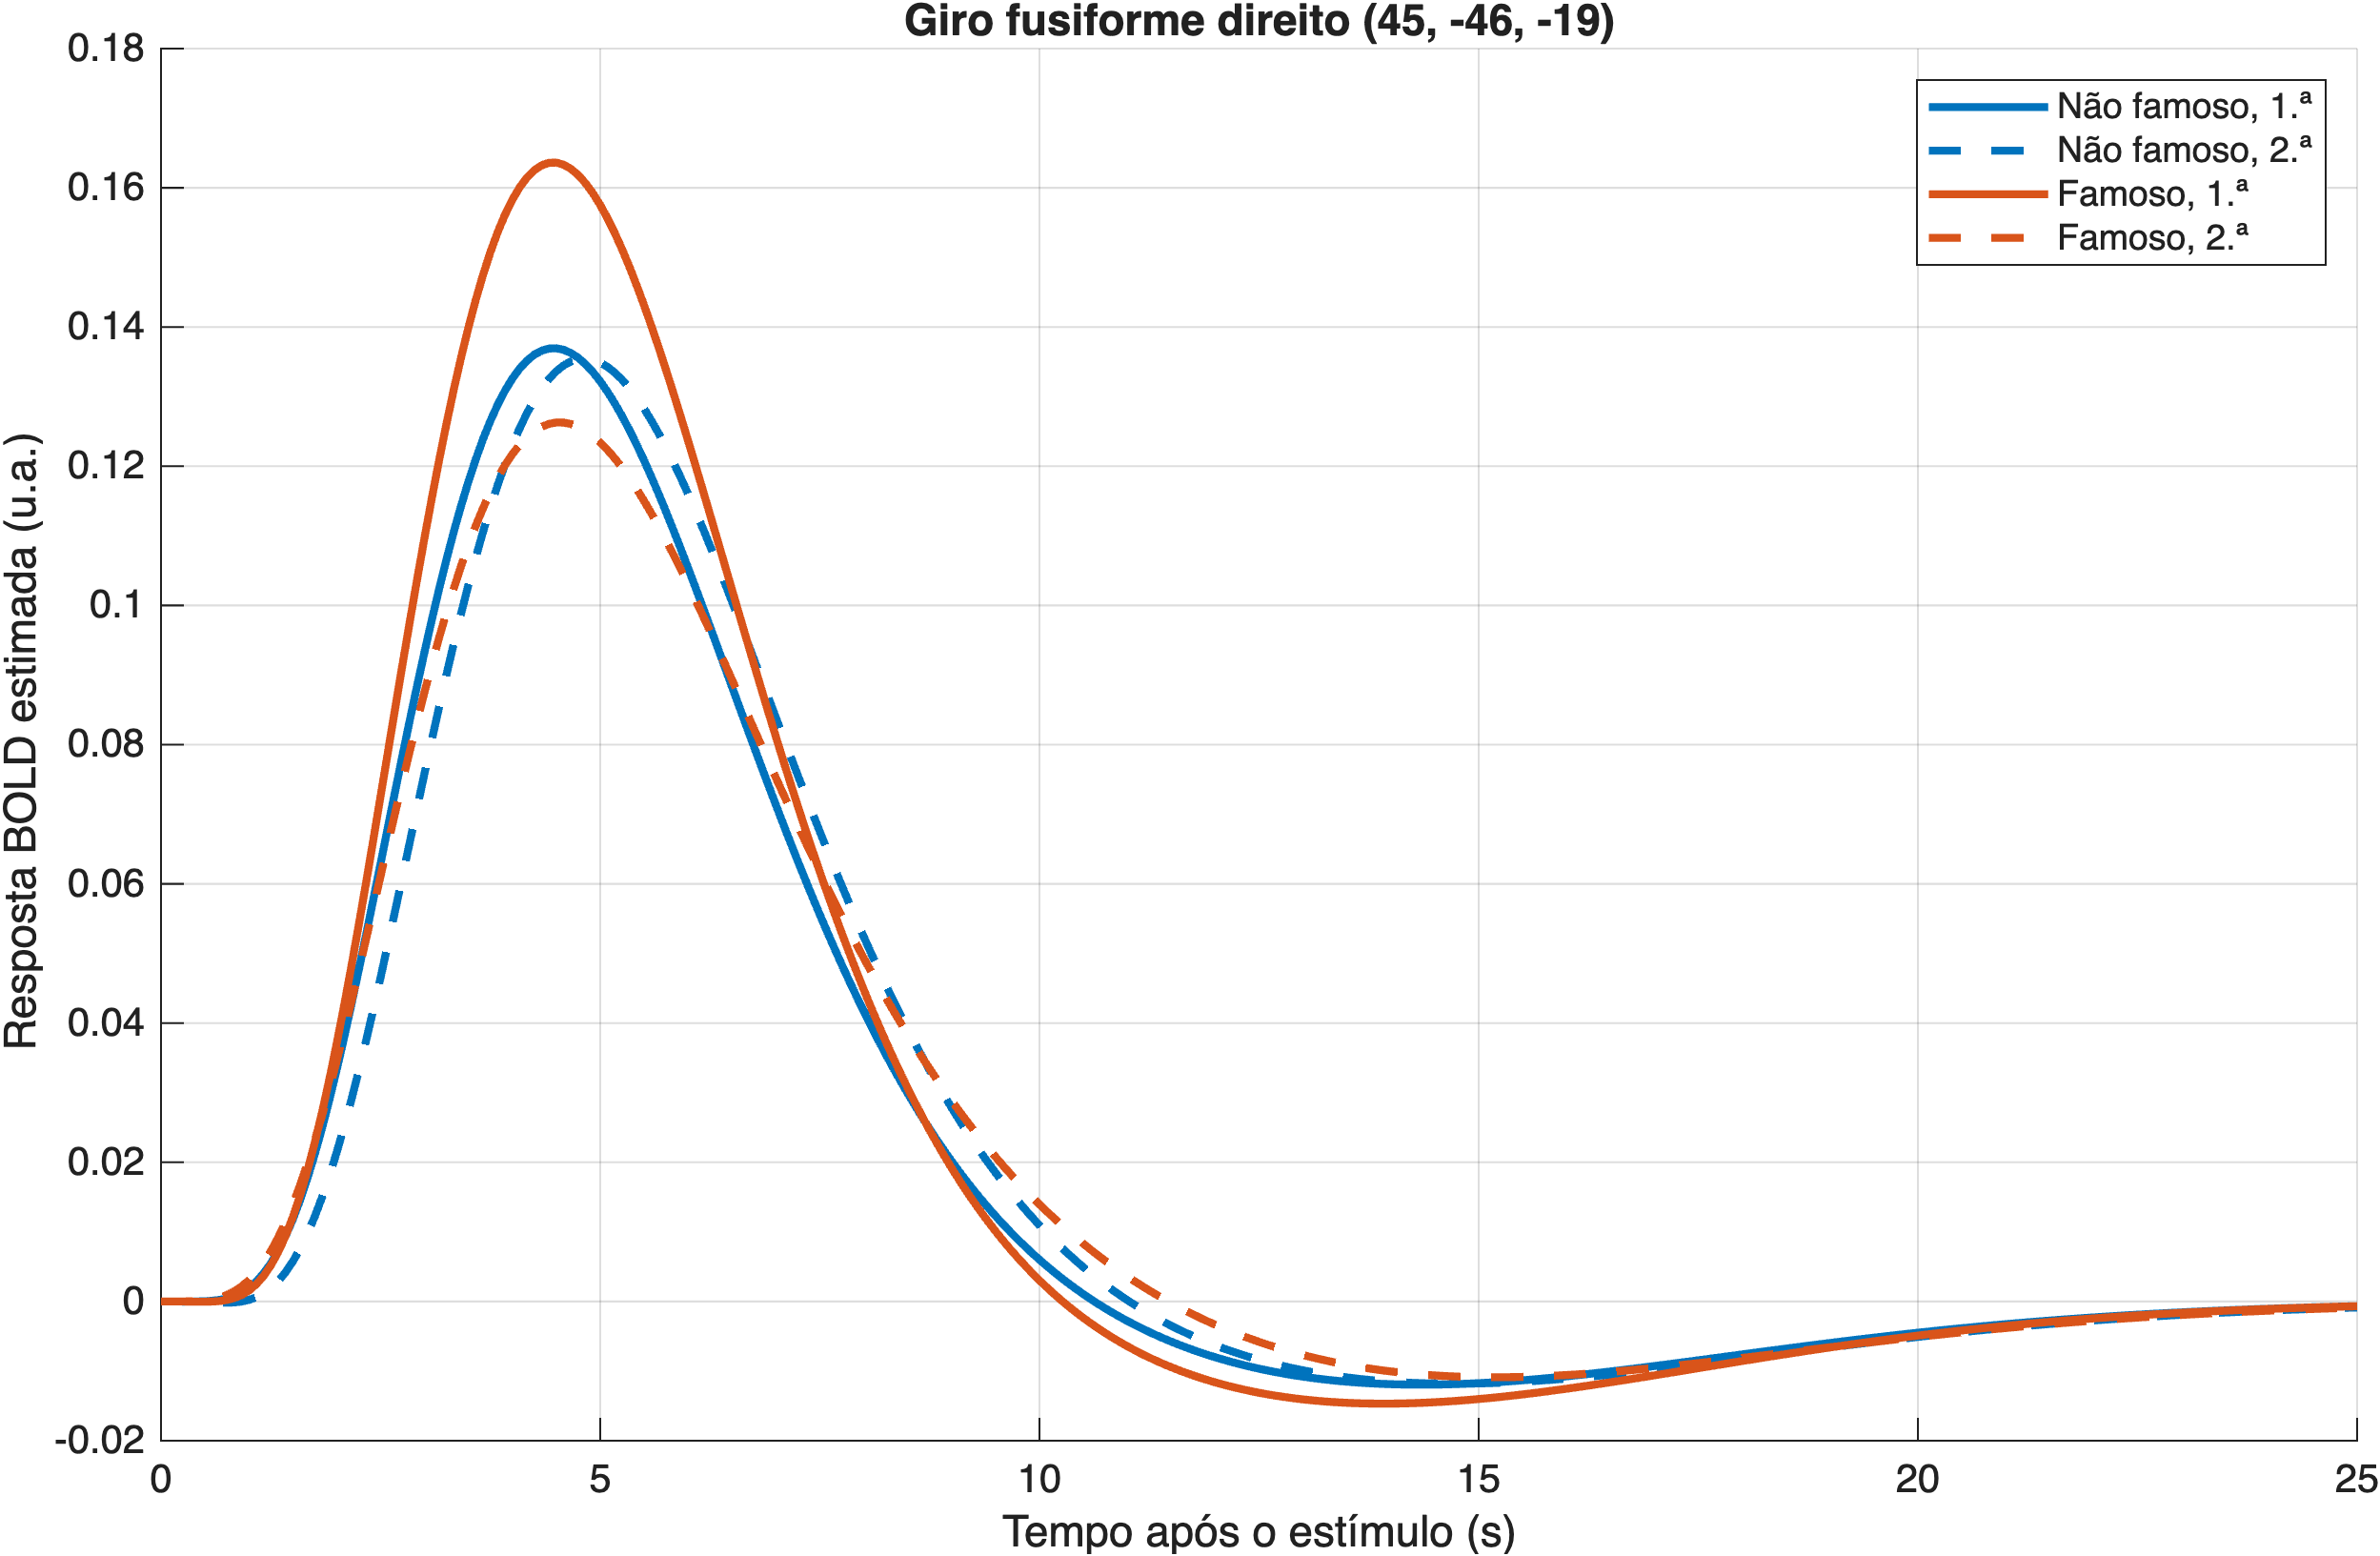 Giro fusiforme direito (45, -46, -19)
0.18
0.16
0.14
0.12
0.1
0.08
0.06
0.04
0.02
0
-0.02
Resposta BOLD estimada (u.a.)
Não famoso, 1.ª
Não famoso, 2.ª
Famoso, 1.ª
Famoso, 2.ª
0 5 10 15 20 25
Tempo após o estímulo (s)